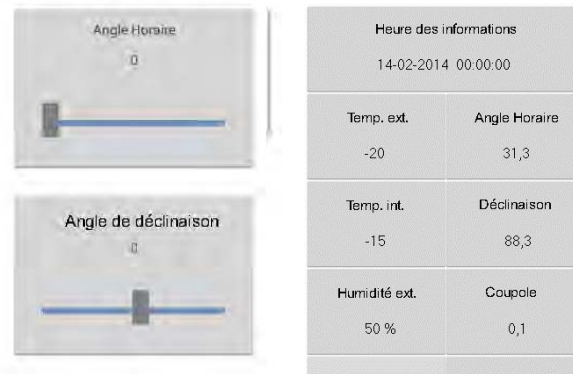 Angle Horaire
0
Angle de déclinaison
0
Heure des informations
14-02-2014 00:00:00
Temp. ext.
Angle Horaire
-20
31,3
Temp. int.
Déclinaison
-15
88,3
Humidité ext.
Coupole
50 %
0,1